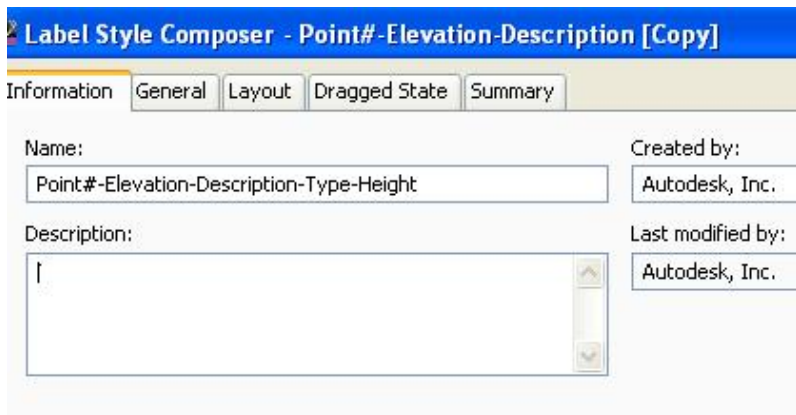 Label Style Composer - Point#-Elevation-Description [Copy]
Information General Layout Dragged State Summary
Name: Created by:
Point#-Elevation-Description-Type-Height Autodesk, Inc.
Description: Last modified by:
Autodesk, Inc.